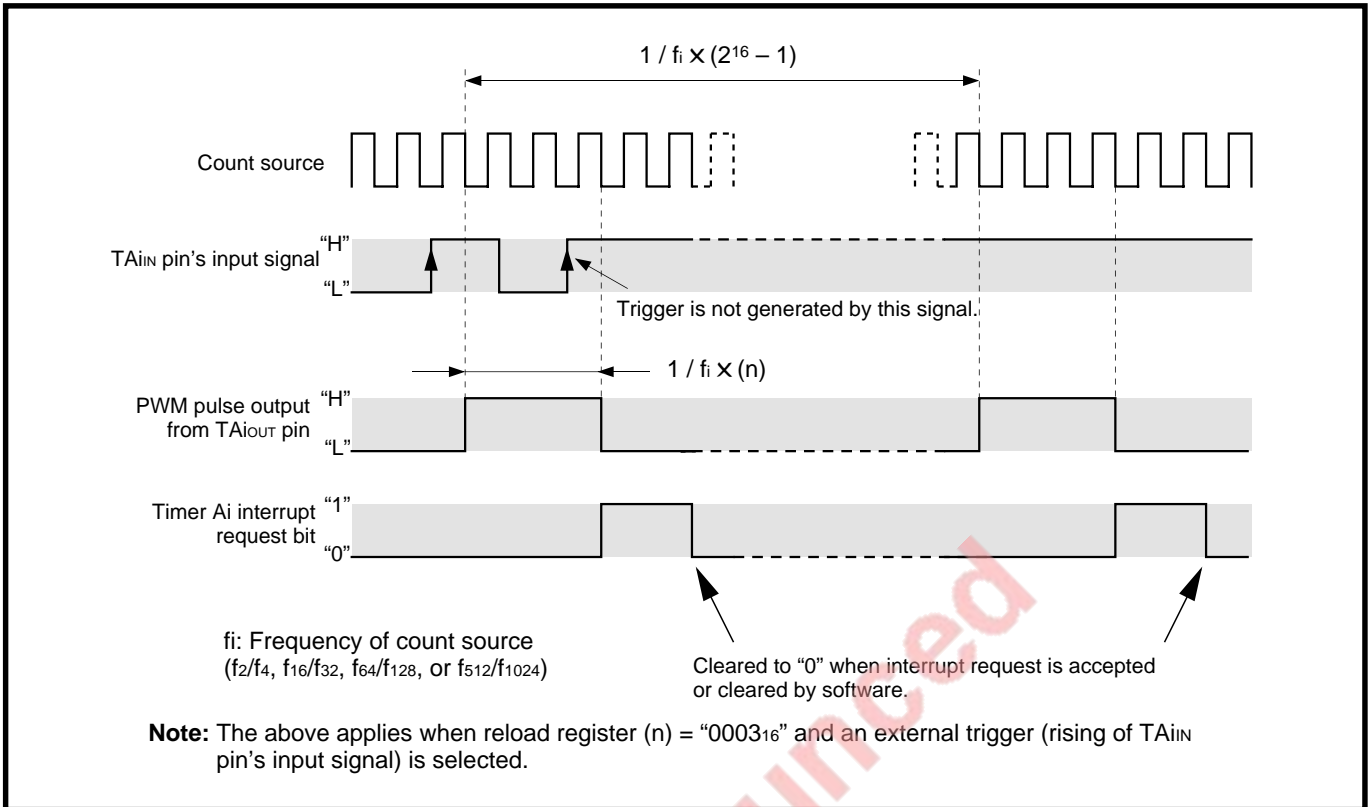 1 / fi × (2¹⁶ – 1)
Count source
TAiIN pin’s input signal
“H”
“L”
Trigger is not generated by this signal.
1 / fi × (n)
PWM pulse output
from TAiOUT pin
“H”
“L”
Timer Ai interrupt
request bit
“1”
“0”
fi: Frequency of count source
(f2/f4, f16/f32, f64/f128, or f512/f1024)
Cleared to “0” when interrupt request is accepted
or cleared by software.
Note: The above applies when reload register (n) = “000316” and an external trigger (rising of TAiIN
pin’s input signal) is selected.
unced